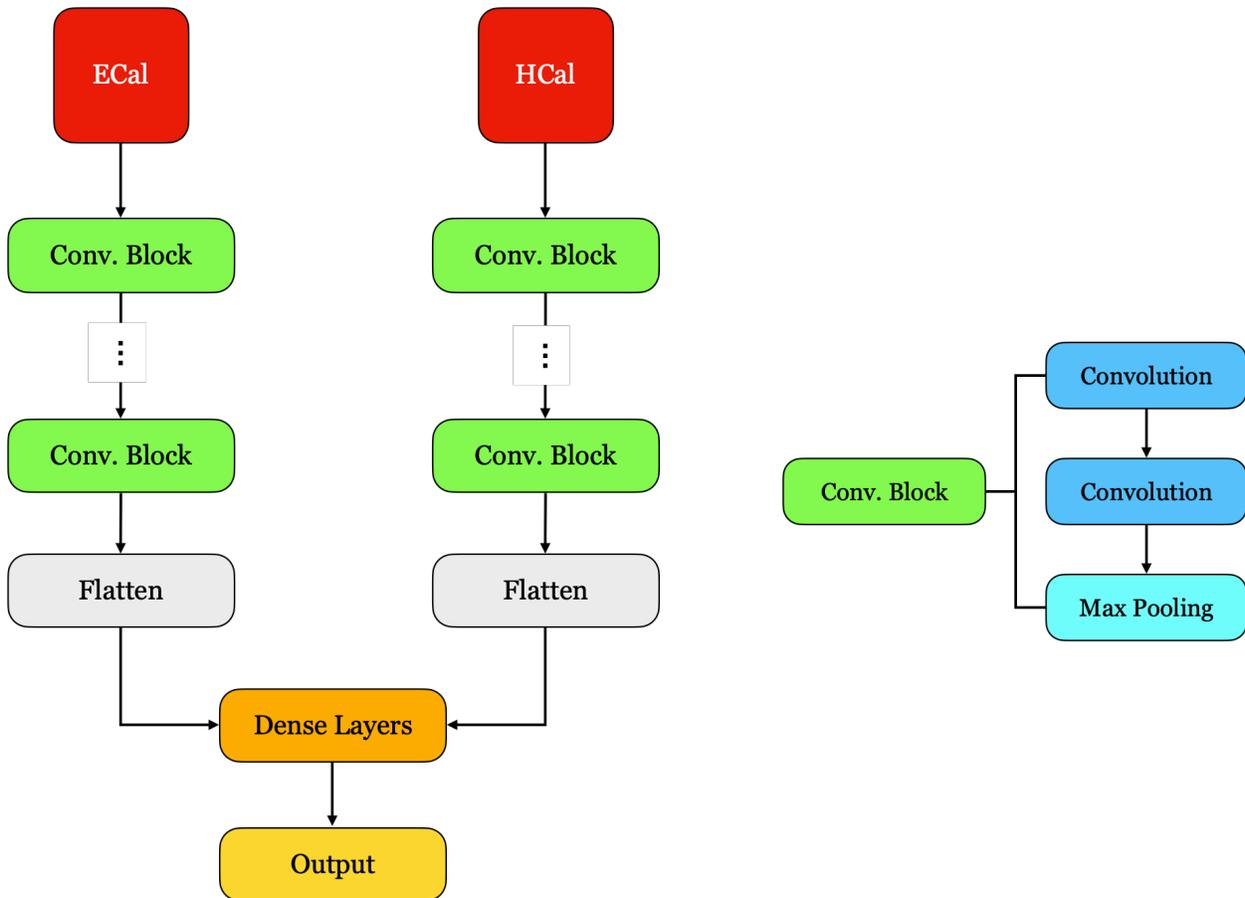 ECal
HCal
Conv. Block
Conv. Block
⋮
⋮
Conv. Block
Conv. Block
Flatten
Flatten
Dense Layers
Output
Conv. Block
Convolution
Convolution
Max Pooling